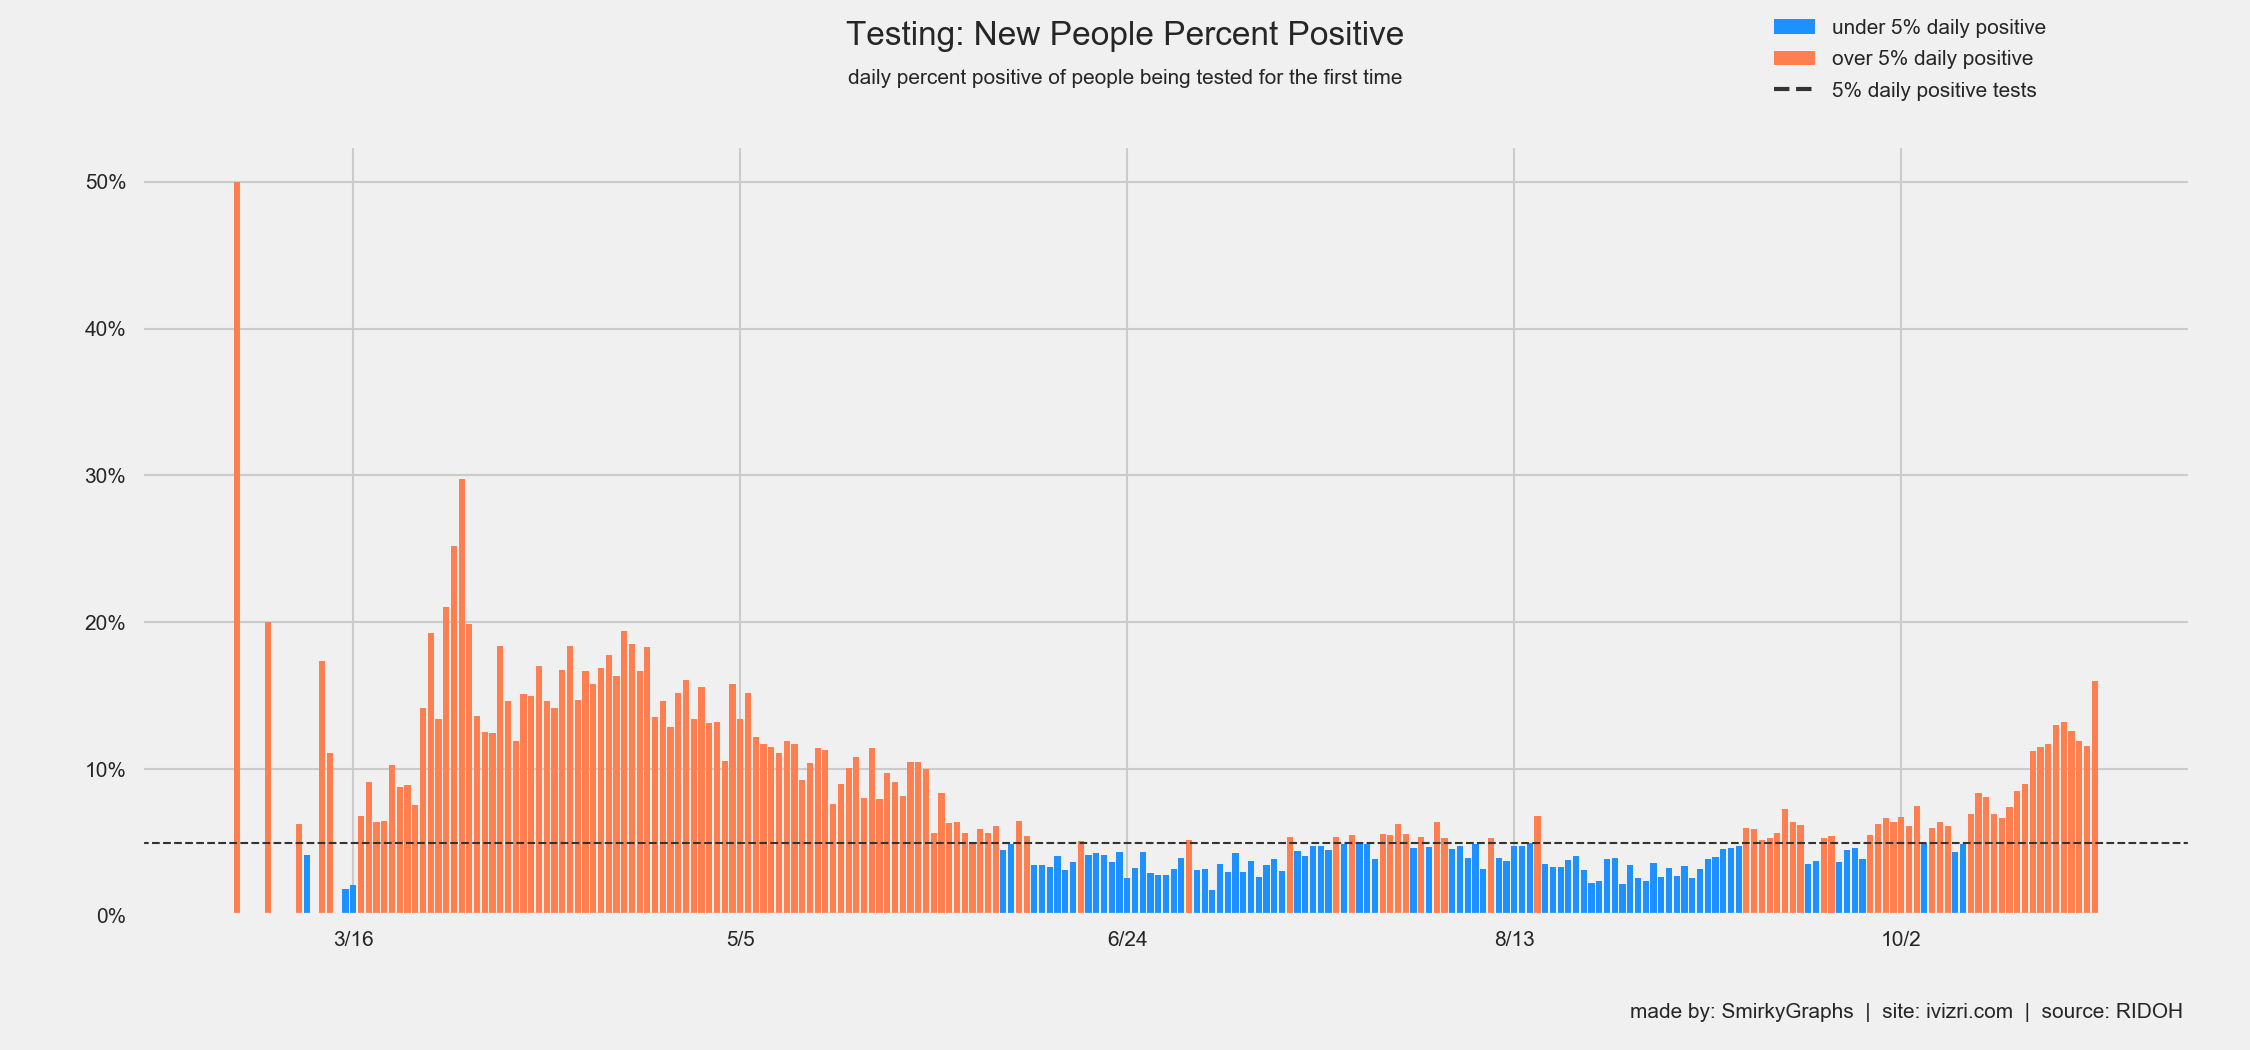 Testing: New People Percent Positive
daily percent positive of people being tested for the first time
under 5% daily positive
over 5% daily positive
5% daily positive tests
50%
40%
30%
20%
10%
0%
3/16 5/5 6/24 8/13 10/2
made by: SmirkyGraphs | site: ivizri.com | source: RIDOH